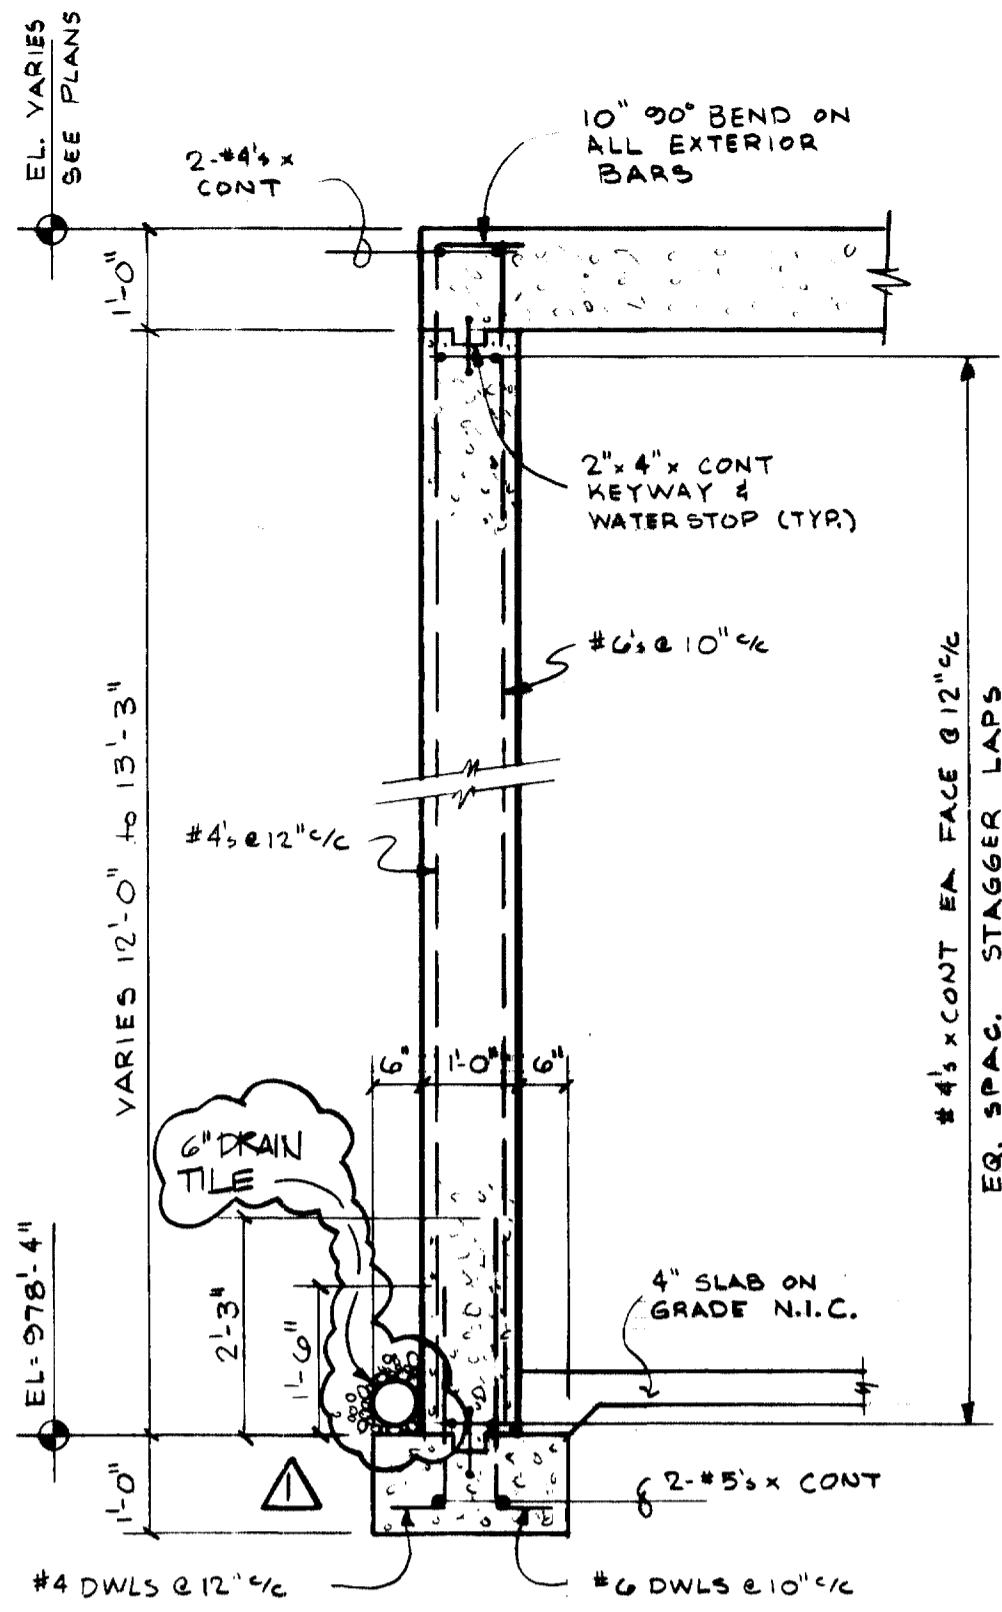 EL. VARIES
SEE PLANS
10" 90° BEND ON
ALL EXTERIOR
BARS
2-#4's x
CONT
1'-0"
2" x 4" x CONT
KEYWAY &
WATERSTOP (TYP.)
#6's @ 10" c/c
VARIES 12'-0" to 13'-3"
#4's @ 12" c/c
#4's x CONT EA FACE @ 12" c/c
EQ. SPAC. STAGGER LAPS
6" 1'-0" 6"
6" DRAIN
TILE
2'-3"
1'-6"
EL= 978'-4"
4" SLAB ON
GRADE N.I.C.
1
1'-0"
2-#5's x CONT
#4 DWLS @ 12" c/c
#6 DWLS @ 10" c/c